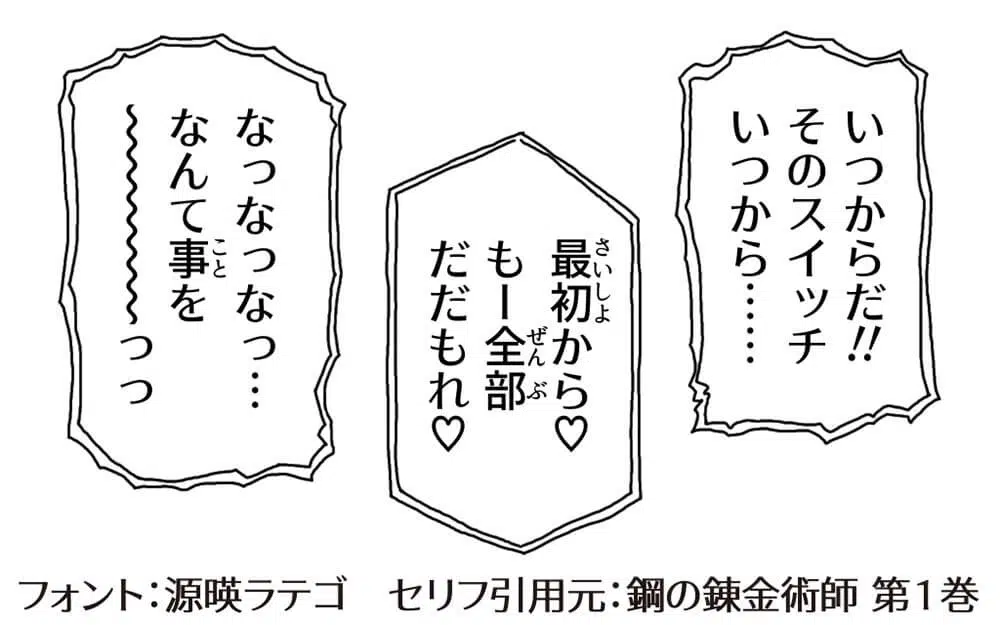 いつからだ!!
そのスイッチ
いつから……
最初から♡
さいしよ
もー全部
ぜんぶ
だだもれ♡
なっなっなっ…
なんて事を
こと
〜〜〜〜〜っっ
フォント：源暎ラテゴ　セリフ引用元：鋼の錬金術師 第1巻